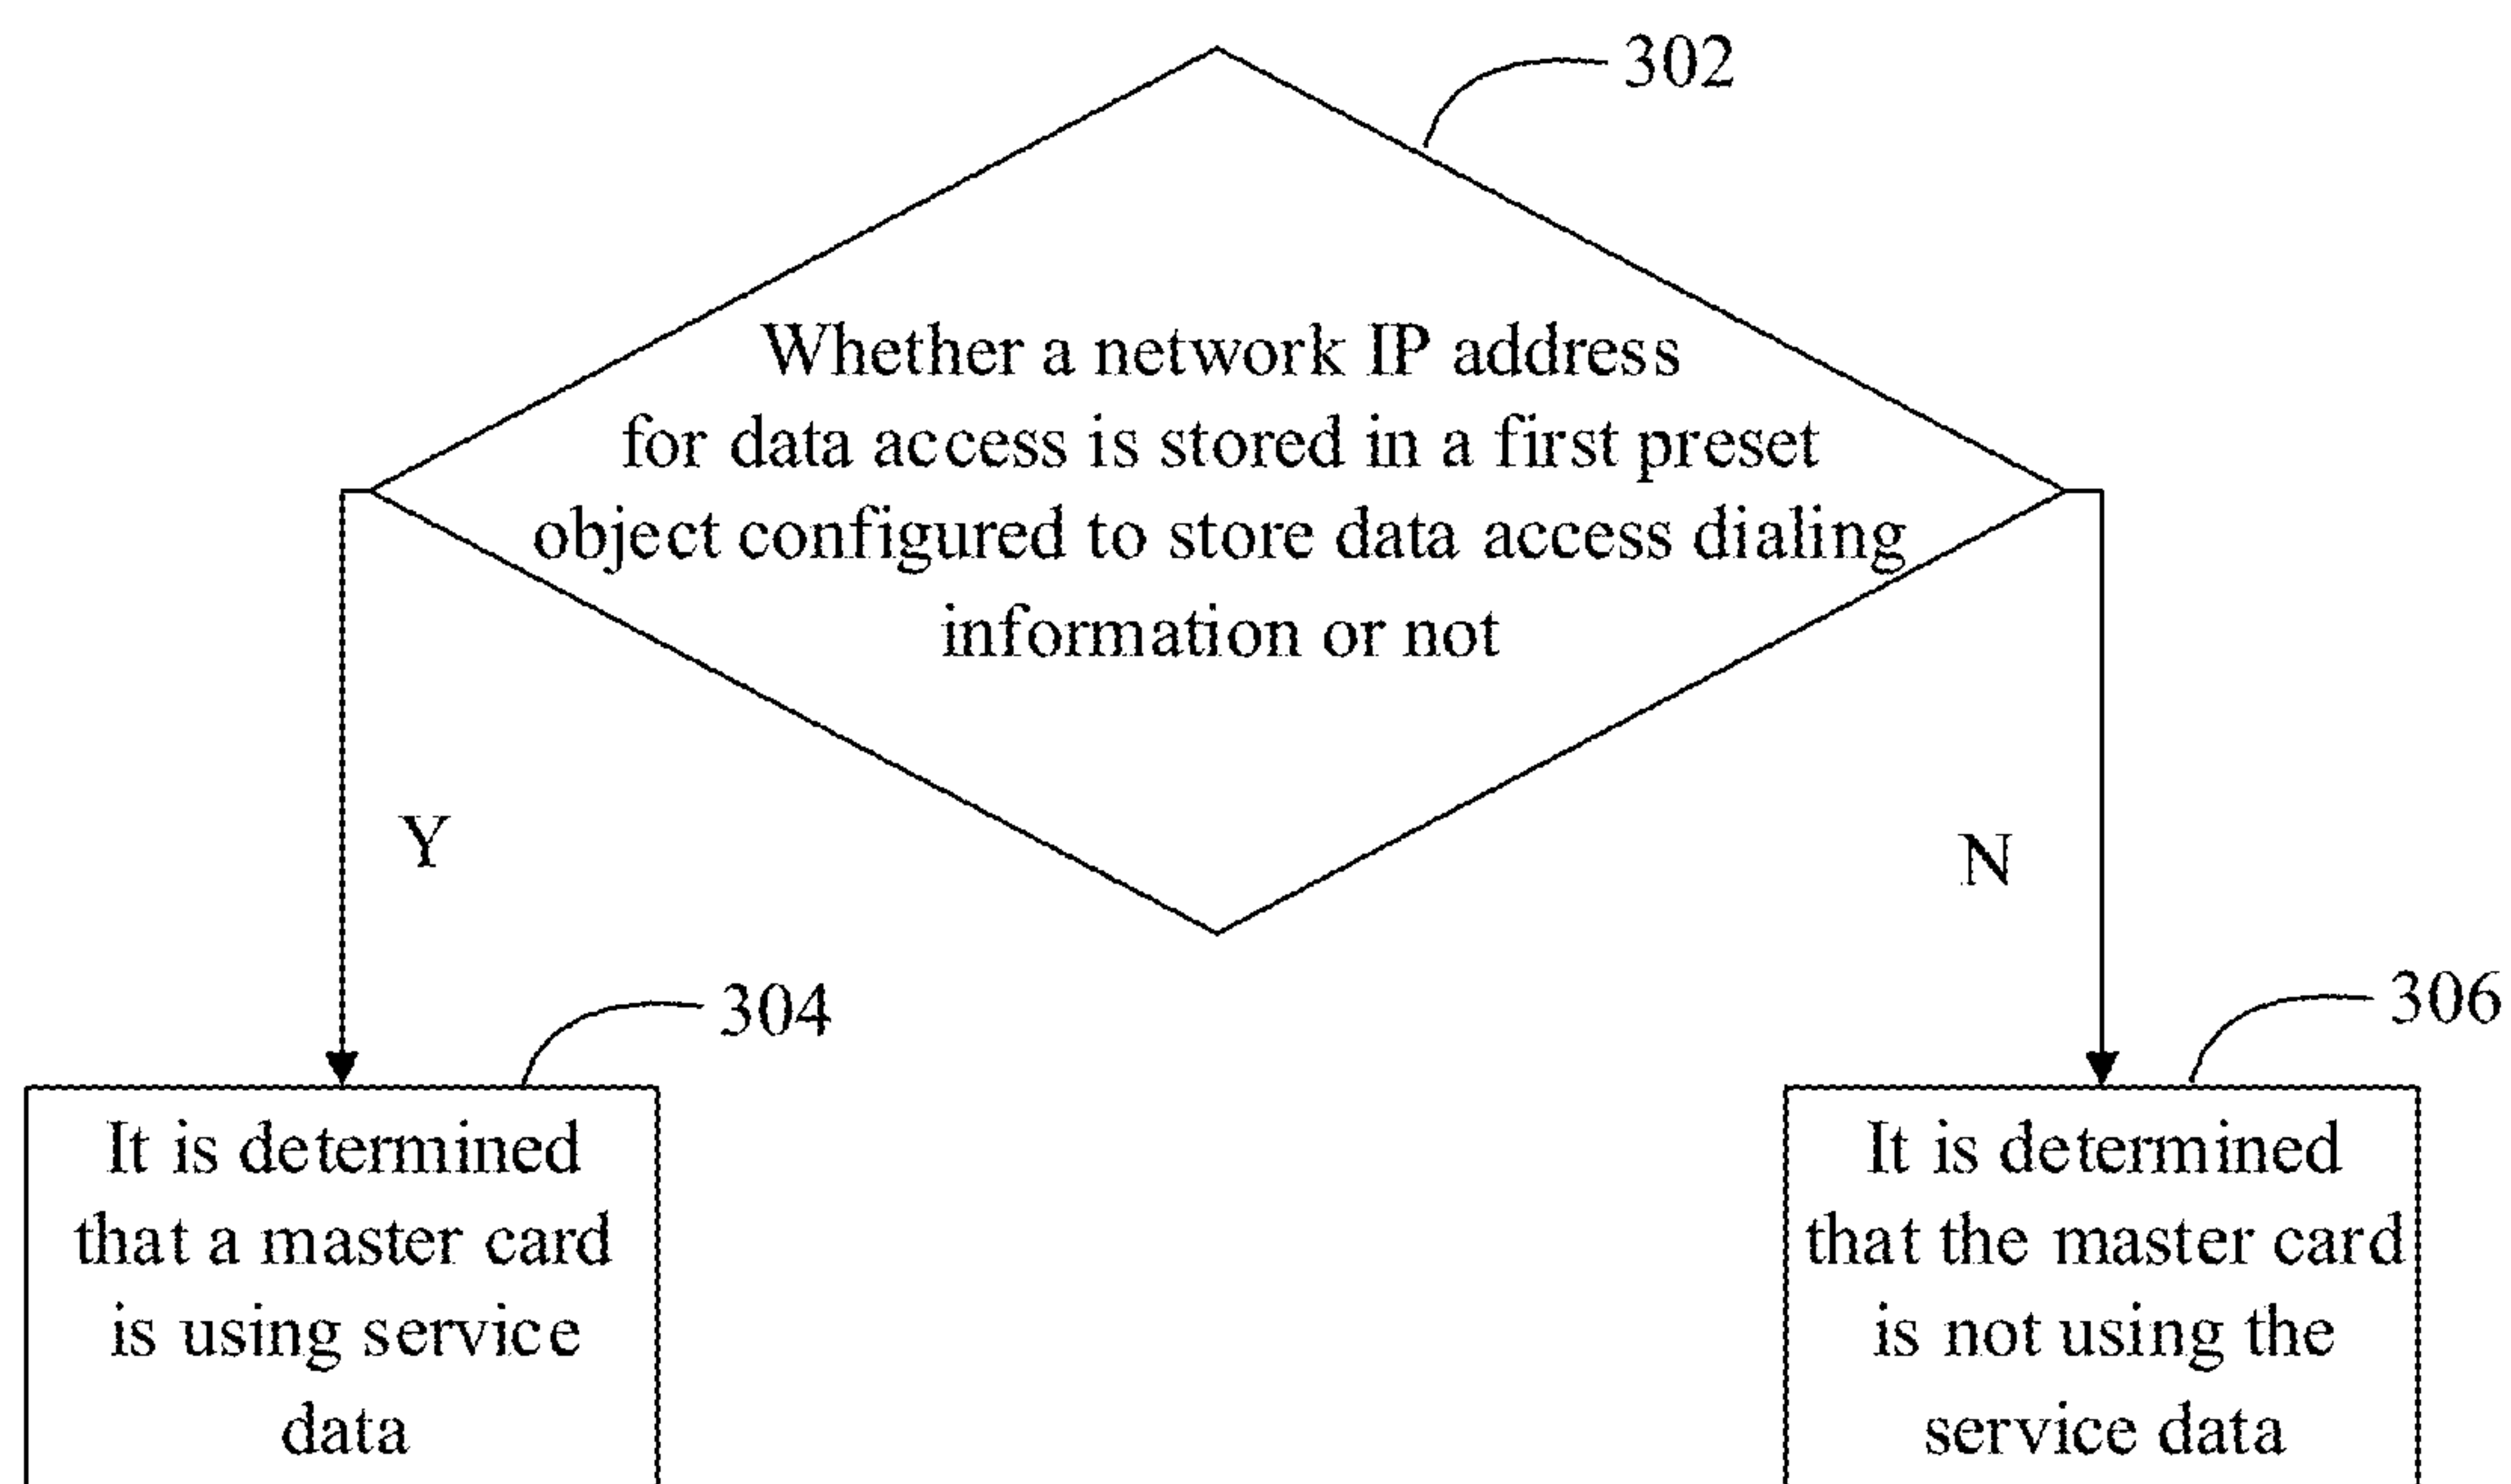 302
Whether a network IP address
for data access is stored in a first preset
object configured to store data access dialing
information or not
Y
N
304
306
It is determined
that a master card
is using service
data
It is determined
that the master card
is not using the
service data